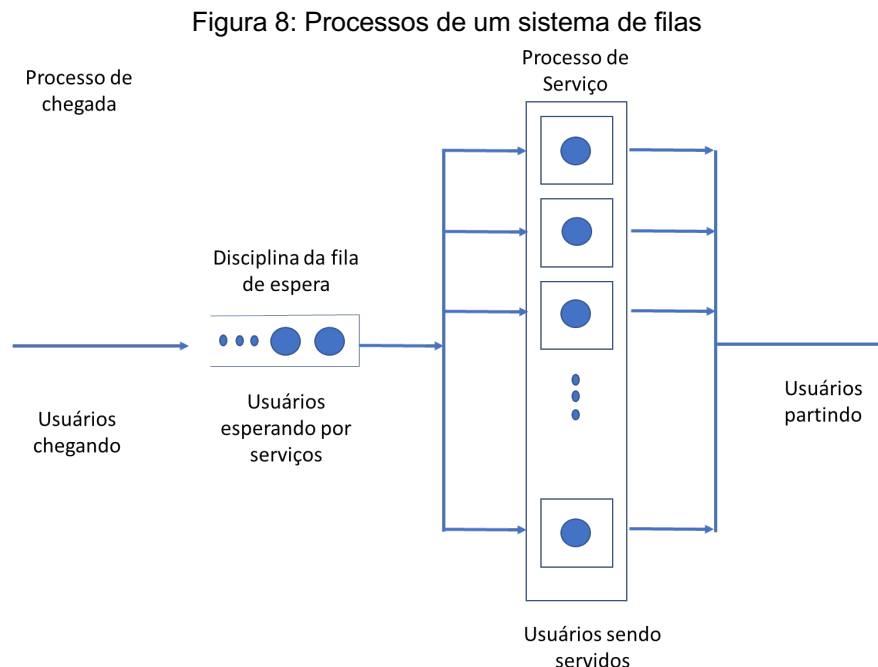 Figura 8: Processos de um sistema de filas
Processo de
chegada
Processo de
Serviço
Disciplina da fila
de espera
Usuários
chegando
Usuários
esperando por
serviços
Usuários
partindo
Usuários sendo
servidos